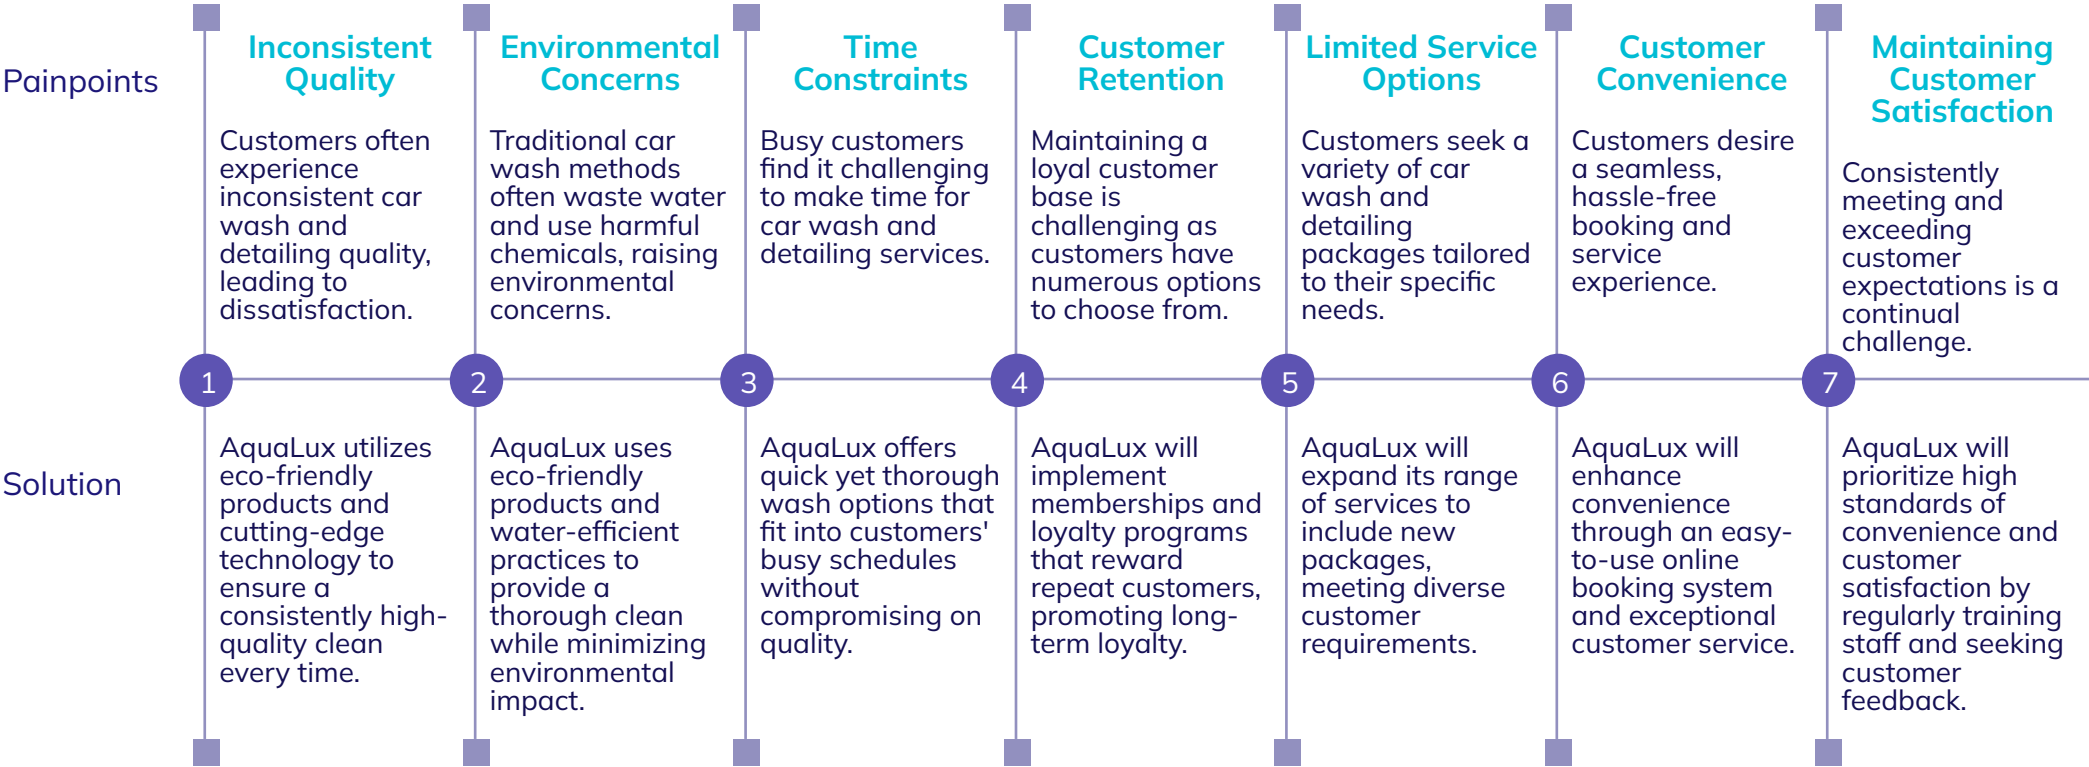 Painpoints
Inconsistent
Quality
Customers often
experience
inconsistent car
wash and
detailing quality,
leading to
dissatisfaction.
Environmental
Concerns
Traditional car
wash methods
often waste water
and use harmful
chemicals, raising
environmental
concerns.
Time
Constraints
Busy customers
find it challenging
to make time for
car wash and
detailing services.
Customer
Retention
Maintaining a
loyal customer
base is
challenging as
customers have
numerous options
to choose from.
Limited Service
Options
Customers seek a
variety of car
wash and
detailing
packages tailored
to their specific
needs.
Customer
Convenience
Customers desire
a seamless,
hassle-free
booking and
service
experience.
Maintaining
Customer
Satisfaction
Consistently
meeting and
exceeding
customer
expectations is a
continual
challenge.
1
2
3
4
5
6
7
Solution
AquaLux utilizes
eco-friendly
products and
cutting-edge
technology to
ensure a
consistently high-
quality clean
every time.
AquaLux uses
eco-friendly
products and
water-efficient
practices to
provide a
thorough clean
while minimizing
environmental
impact.
AquaLux offers
quick yet thorough
wash options that
fit into customers'
busy schedules
without
compromising on
quality.
AquaLux will
implement
memberships and
loyalty programs
that reward
repeat customers,
promoting long-
term loyalty.
AquaLux will
expand its range
of services to
include new
packages,
meeting diverse
customer
requirements.
AquaLux will
enhance
convenience
through an easy-
to-use online
booking system
and exceptional
customer service.
AquaLux will
prioritize high
standards of
convenience and
customer
satisfaction by
regularly training
staff and seeking
customer
feedback.